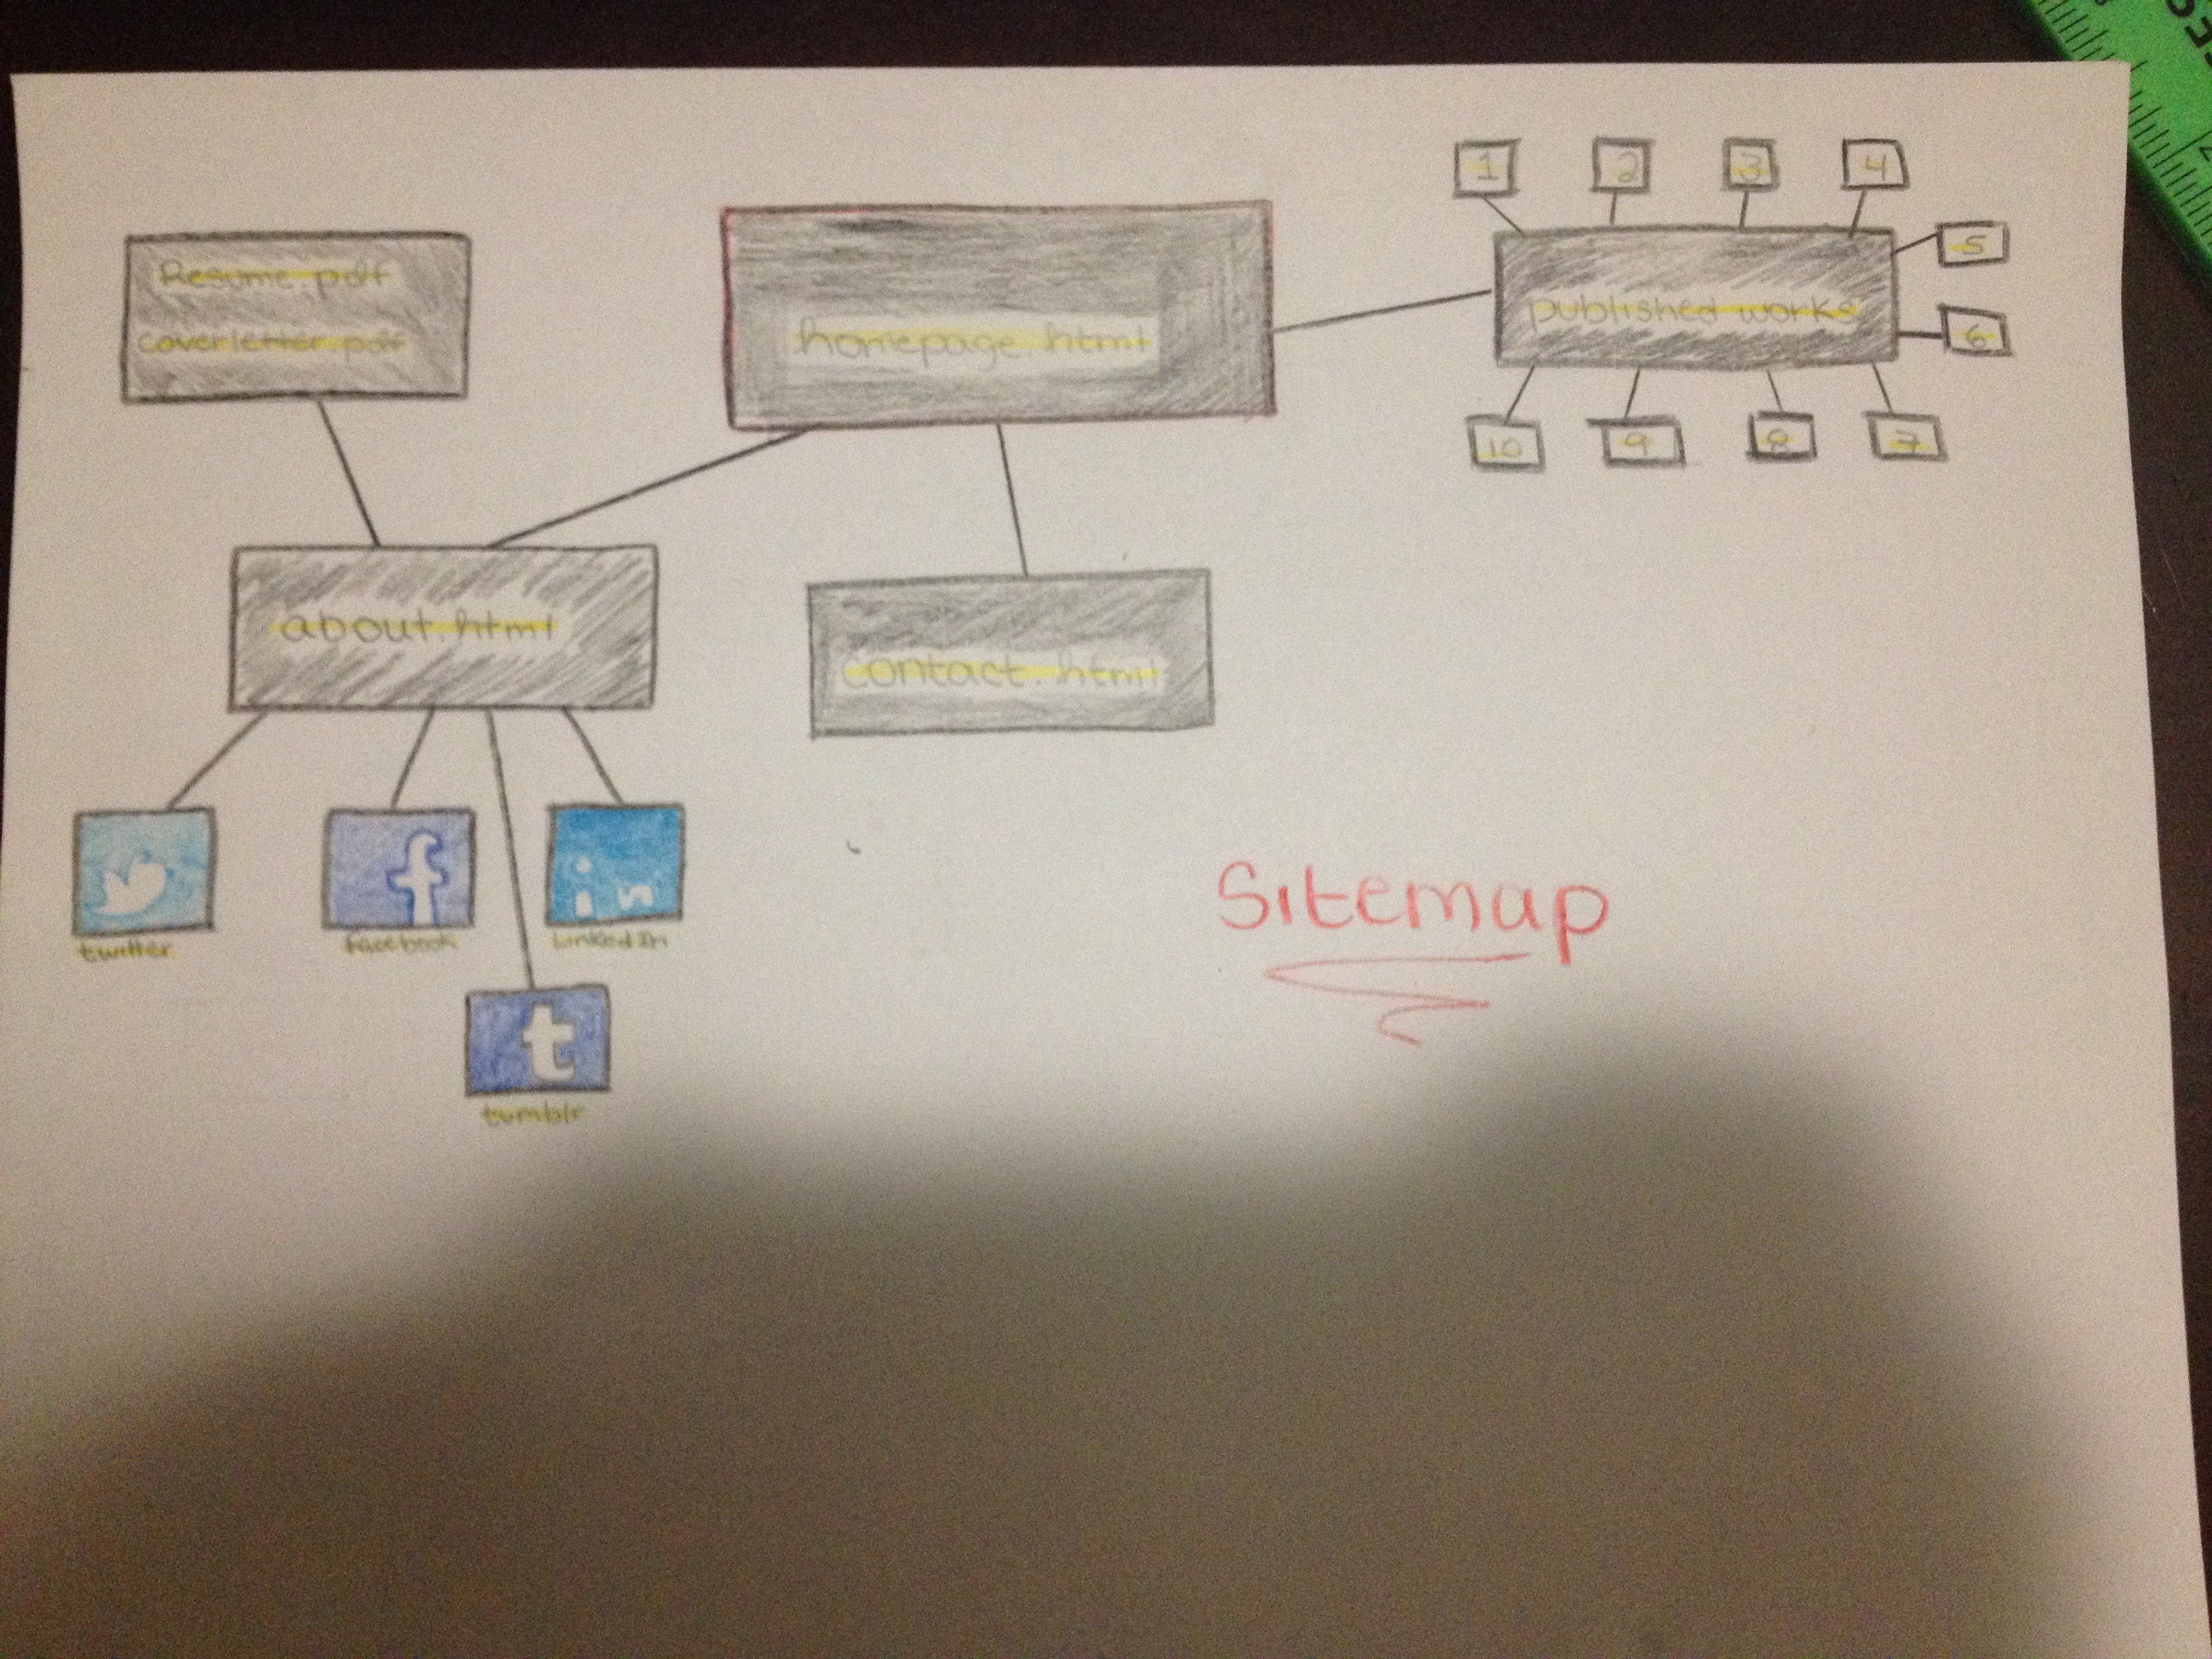 1
2
3
4
5
6
7
8
9
10
published works
homepage.html
Resume.pdf
coverletter.pdf
about.html
contact.html
f
in
twitter
facebook
LinkedIn
t
tumblr
Sitemap